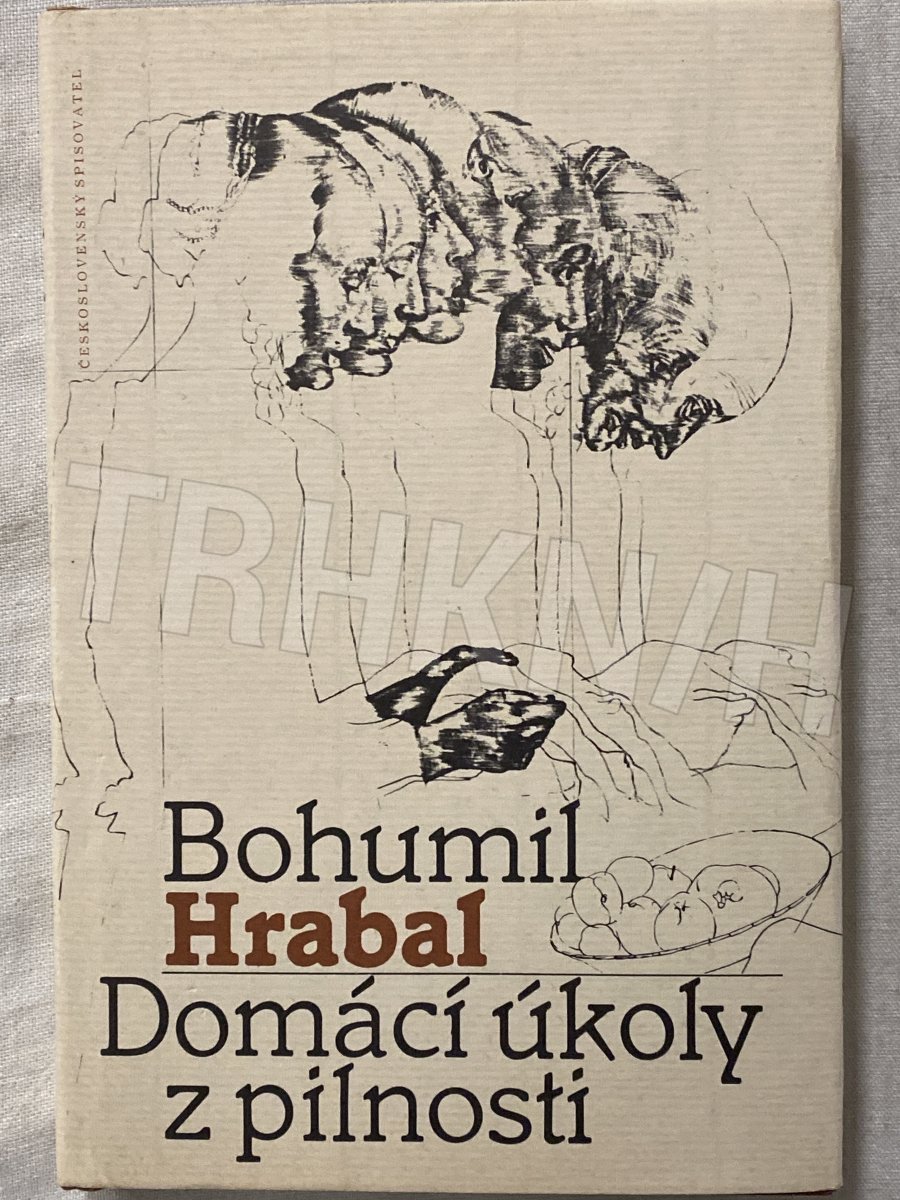 ČESKOSLOVENSKÝ SPISOVATEL
TRHKNIH
Bohumil
Hrabal
Domácí úkoly
z pilnosti